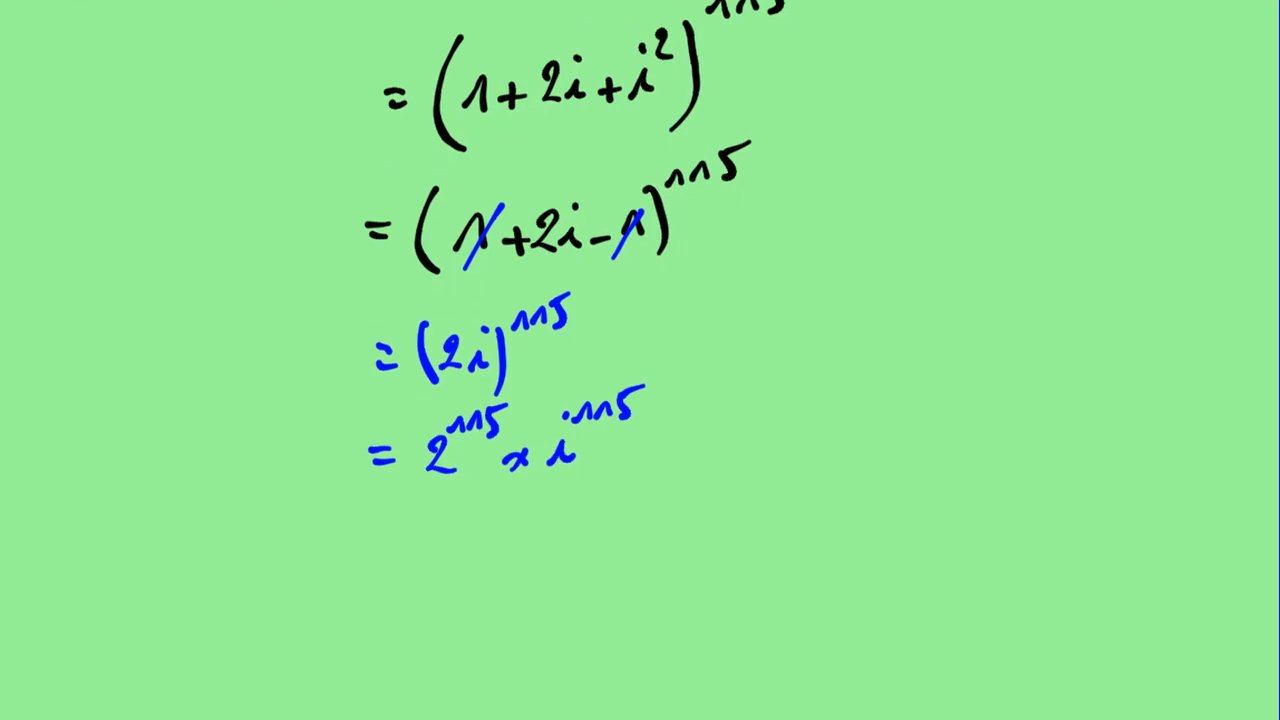 = (1 + 2i + i²)¹¹⁵
= (1 + 2i - 1)¹¹⁵
= (2i)¹¹⁵
= 2¹¹⁵ × i¹¹⁵